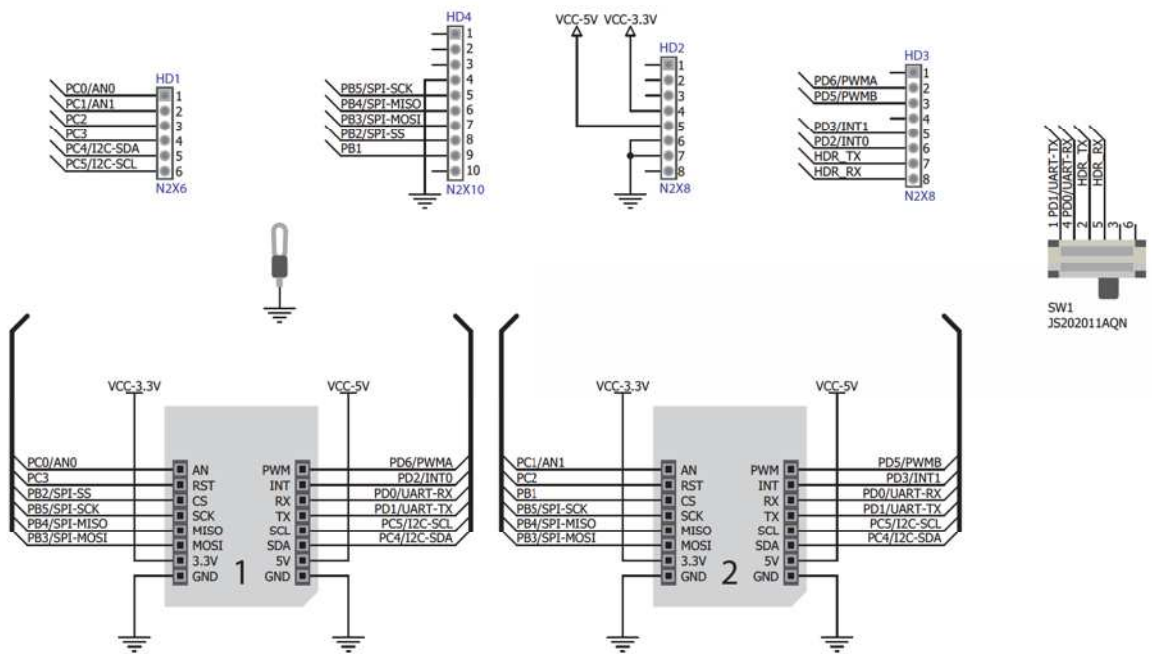 HD1
PC0/AN0 1
PC1/AN1 2
PC2 3
PC3 4
PC4/I2C-SDA 5
PC5/I2C-SCL 6
N2X6
HD4
1
2
3
4
PB5/SPI-SCK 5
PB4/SPI-MISO 6
PB3/SPI-MOSI 7
PB2/SPI-SS 8
PB1 9
10
N2X10
VCC-5V VCC-3.3V
HD2
1
2
3
4
5
6
7
8
N2X8
HD3
1
PD6/PWMA 2
PD5/PWMB 3
4
PD3/INT1 5
PD2/INT0 6
HDR_TX 7
HDR_RX 8
N2X8
1 PD1/UART-TX
4 PD0/UART-RX
2 HDR_TX
5 HDR_RX
3
6
SW1
JS202011AQN
VCC-3.3V VCC-5V
PC0/AN0 AN PWM PD6/PWMA
PC3 RST INT PD2/INT0
PB2/SPI-SS CS RX PD0/UART-RX
PB5/SPI-SCK SCK TX PD1/UART-TX
PB4/SPI-MISO MISO SCL PC5/I2C-SCL
PB3/SPI-MOSI MOSI SDA PC4/I2C-SDA
3.3V 5V
GND 1 GND
VCC-3.3V VCC-5V
PC1/AN1 AN PWM PD5/PWMB
PC2 RST INT PD3/INT1
PB1 CS RX PD0/UART-RX
PB5/SPI-SCK SCK TX PD1/UART-TX
PB4/SPI-MISO MISO SCL PC5/I2C-SCL
PB3/SPI-MOSI MOSI SDA PC4/I2C-SDA
3.3V 5V
GND 2 GND